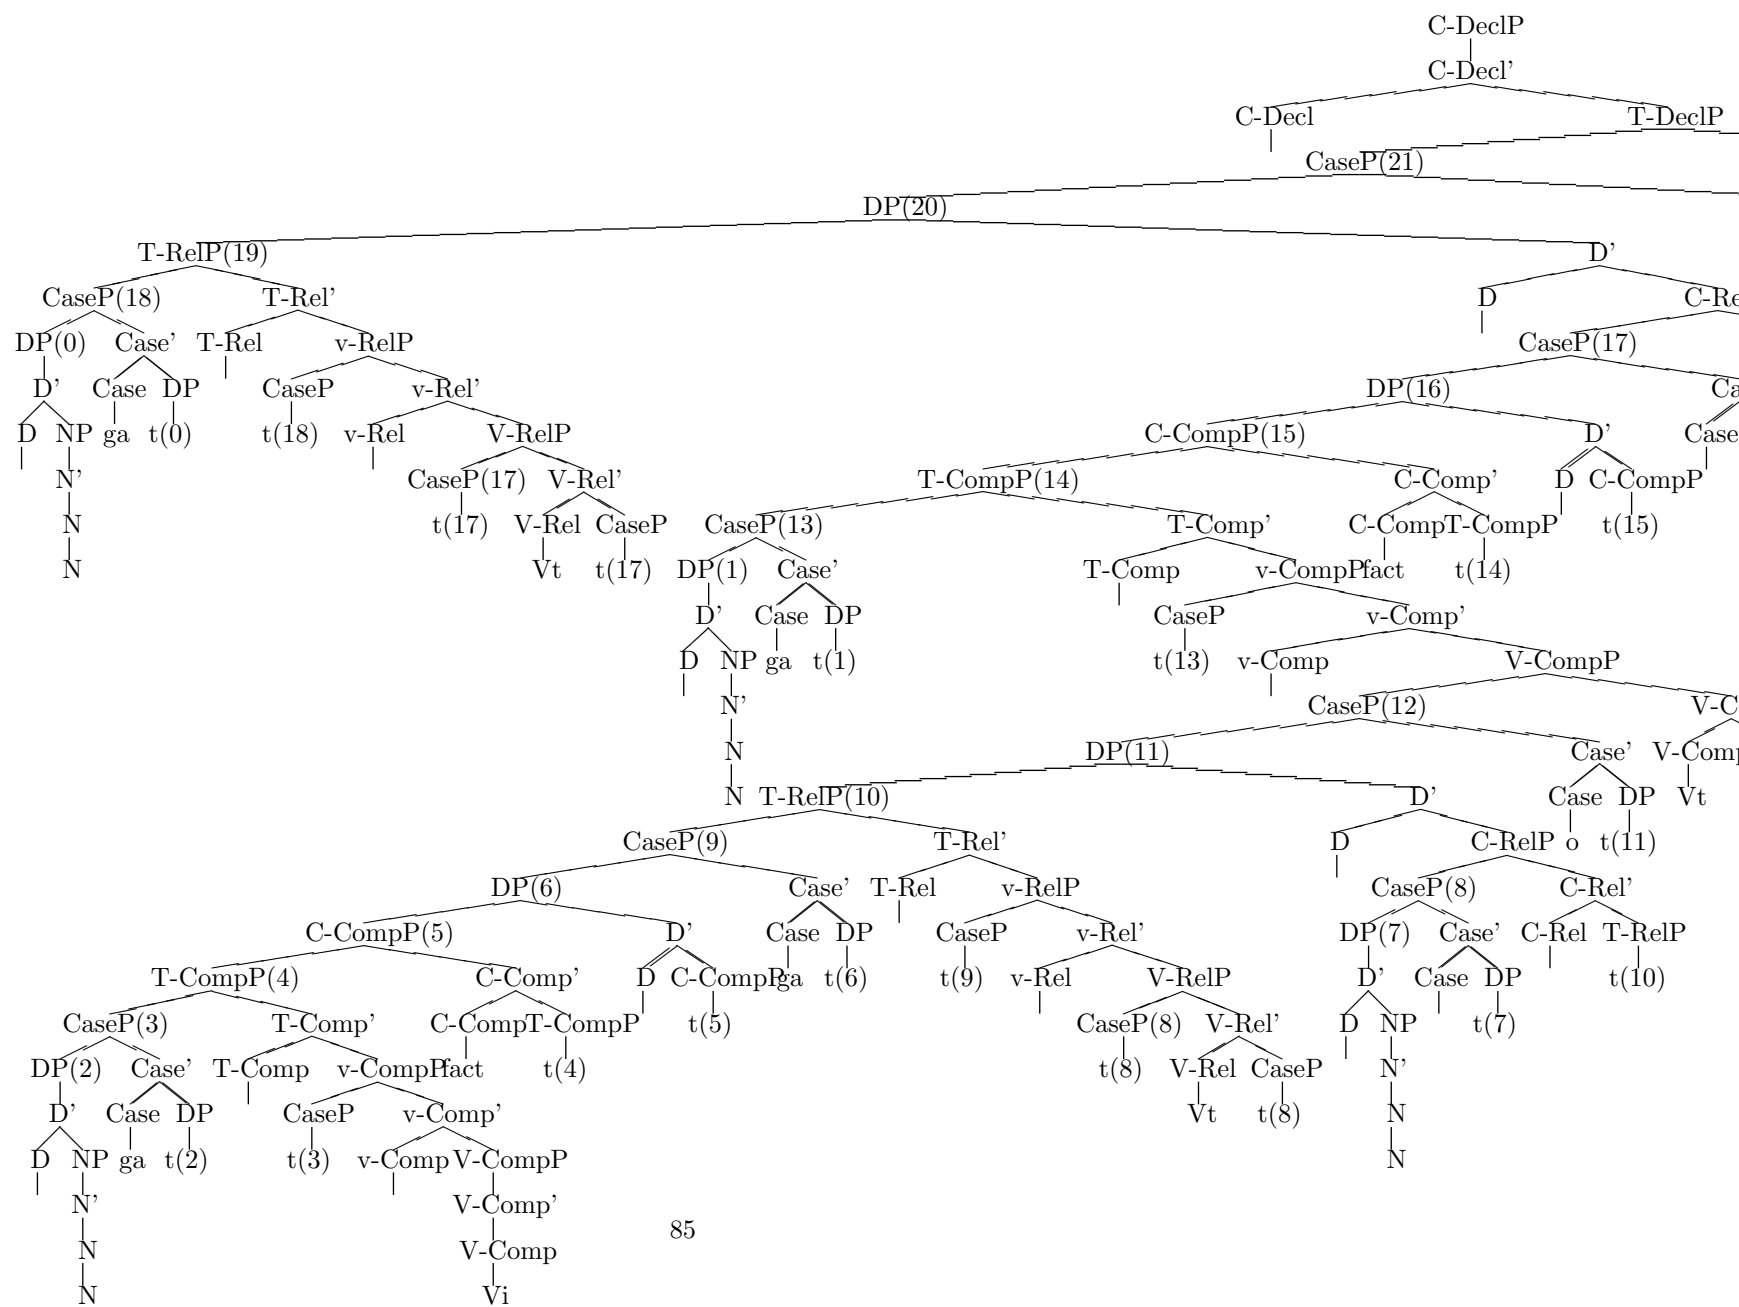 C-DeclP
C-Decl'
C-Decl T-DeclP
CaseP(21)
DP(20)
T-RelP(19) D'
CaseP(18) T-Rel' D C-Re
DP(0) Case' T-Rel v-RelP CaseP(17)
D' Case DP CaseP v-Rel' DP(16) Ca
D NP ga t(0) t(18) v-Rel V-RelP C-CompP(15) D' Case
N' CaseP(17) V-Rel' T-CompP(14) C-Comp' D C-CompP
N t(17) V-Rel CaseP CaseP(13) T-Comp' C-Comp T-CompP t(15)
N Vt t(17) DP(1) Case' T-Comp v-CompP fact t(14)
D' Case DP CaseP v-Comp'
D NP ga t(1) t(13) v-Comp V-CompP
N' CaseP(12) V-C
N DP(11) Case' V-Comp
N T-RelP(10) D' Case DP Vt
CaseP(9) T-Rel' D C-RelP o t(11)
DP(6) Case' T-Rel v-RelP CaseP(8) C-Rel'
C-CompP(5) D' Case DP CaseP v-Rel' DP(7) Case' C-Rel T-RelP
T-CompP(4) C-Comp' D C-CompP ga t(6) t(9) v-Rel V-RelP D' Case DP t(10)
CaseP(3) T-Comp' C-Comp T-CompP t(5) CaseP(8) V-Rel' D NP t(7)
DP(2) Case' T-Comp v-CompP fact t(4) t(8) V-Rel CaseP N'
D' Case DP CaseP v-Comp' Vt t(8) N
D NP ga t(2) t(3) v-Comp V-CompP N
N' V-Comp'
85
N V-Comp
N Vi